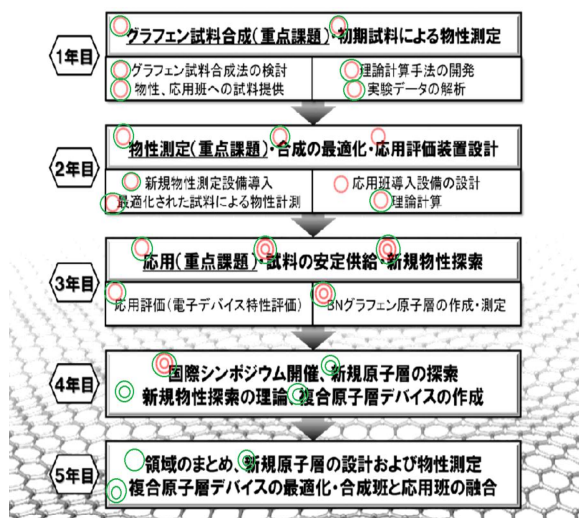 1年目
グラフェン試料合成(重点課題)・初期試料による物性測定
グラフェン試料合成法の検討
物性、応用班への試料提供
理論計算手法の開発
実験データの解析
2年目
物性測定(重点課題)・合成の最適化・応用評価装置設計
新規物性測定設備導入
最適化された試料による物性計測
応用班導入設備の設計
理論計算
3年目
応用(重点課題)・試料の安定供給・新規物性探索
応用評価(電子デバイス特性評価)
BNグラフェン原子層の作成・測定
4年目
国際シンポジウム開催、新規原子層の探索
新規物性探索の理論、複合原子層デバイスの作成
5年目
領域のまとめ、新規原子層の設計および物性測定
複合原子層デバイスの最適化・合成班と応用班の融合